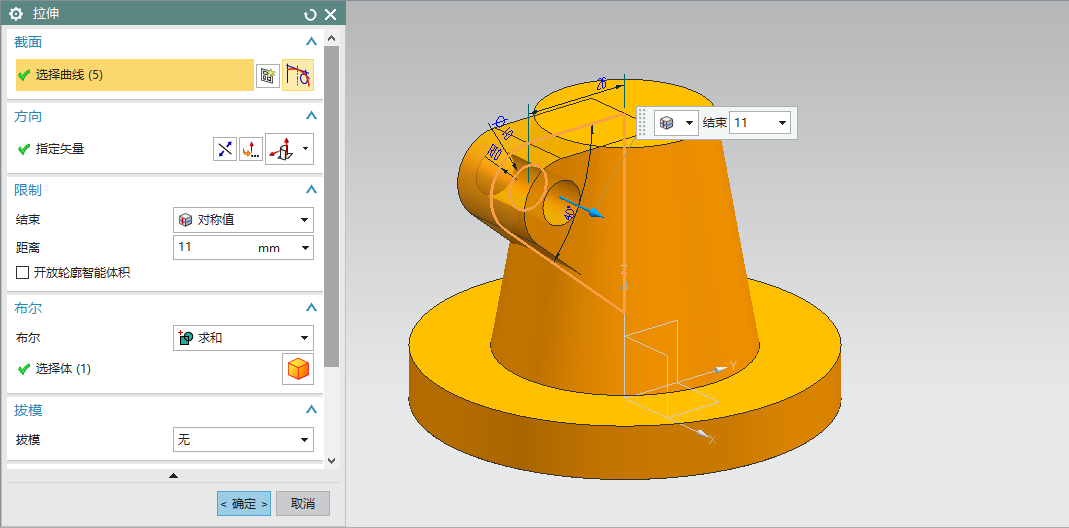 拉伸
截面
选择曲线 (5)
方向
指定矢量
限制
结束
对称值
距离
11
mm
开放轮廓智能体积
布尔
布尔
求和
选择体 (1)
拔模
拔模
无
< 确定 >
取消
结束
11
Z
Y
X